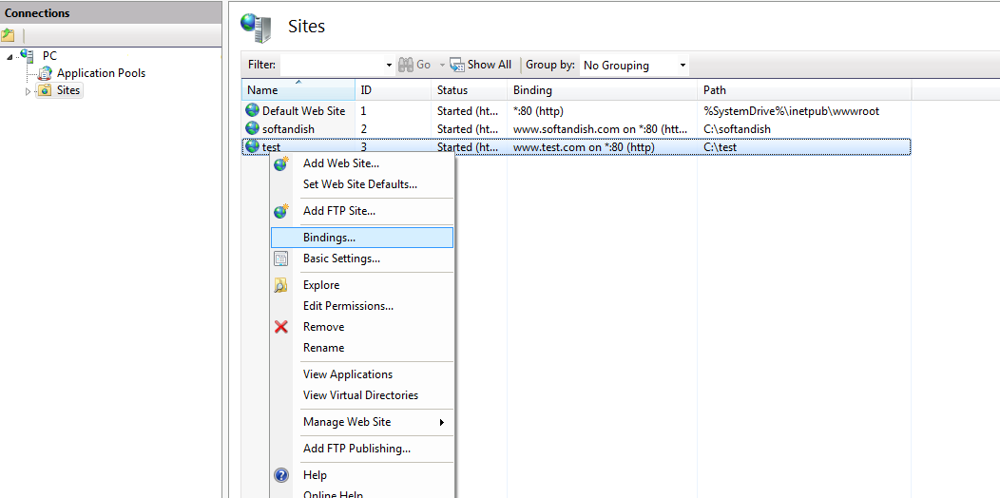 Connections
PC
Application Pools
Sites
Sites
Filter: Go Show All Group by: No Grouping
Name ID Status Binding Path
Default Web Site 1 Started (ht... *:80 (http) %SystemDrive%\inetpub\wwwroot
softandish 2 Started (ht... www.softandish.com on *:80 (htt... C:\softandish
test 3 Started (ht... www.test.com on *:80 (http) C:\test
Add Web Site...
Set Web Site Defaults...
Add FTP Site...
Bindings...
Basic Settings...
Explore
Edit Permissions...
Remove
Rename
View Applications
View Virtual Directories
Manage Web Site
Add FTP Publishing...
Help
Online Help